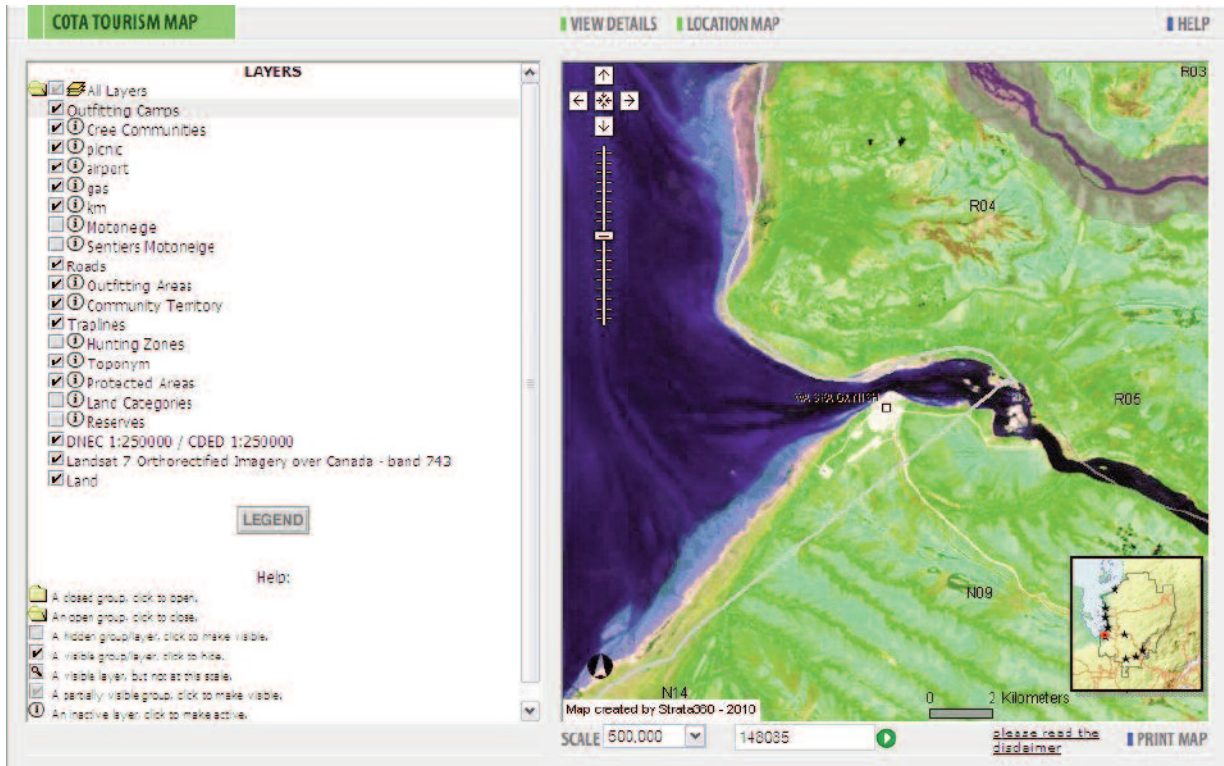 COTA TOURISM MAP
VIEW DETAILS
LOCATION MAP
HELP
LAYERS
All Layers
Outfitting Camps
Cree Communities
picnic
airport
gas
km
Motoneige
Sentiers Motoneige
Roads
Outfitting Areas
Community Territory
Traplines
Hunting Zones
Toponym
Protected Areas
Land Categories
Reserves
DNEC 1:250000 / CDED 1:250000
Landsat 7 Orthorectified Imagery over Canada - band 743
Land
LEGEND
Help:
A closed group, click to open.
An open group, click to close.
A hidden group/layer, click to make visible.
A visible group/layer, click to hide.
A visible layer, but not at this scale.
A partially visible group, click to make visible.
An inactive layer, click to make active.
R03
R04
R05
N09
N14
0 2 Kilometers
Map created by Strata360 - 2010
SCALE 500,000
148035
please read the
disclaimer
PRINT MAP